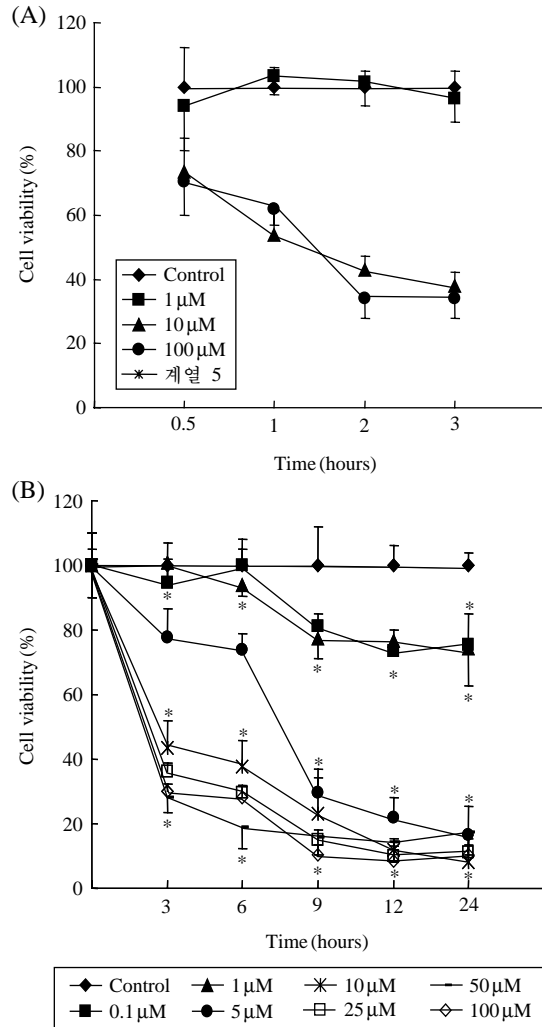 (A)
120
100
80
60
40
20
0
Cell viability (%)
Control
1 μM
10 μM
100 μM
계열 5
0.5 1 2 3
Time (hours)
(B)
120
100
80
60
40
20
0
Cell viability (%)
* * *
* * *
* * * *
* *
* * * * *
3 6 9 12 24
Time (hours)
Control 1 μM 10 μM 50 μM
0.1 μM 5 μM 25 μM 100 μM